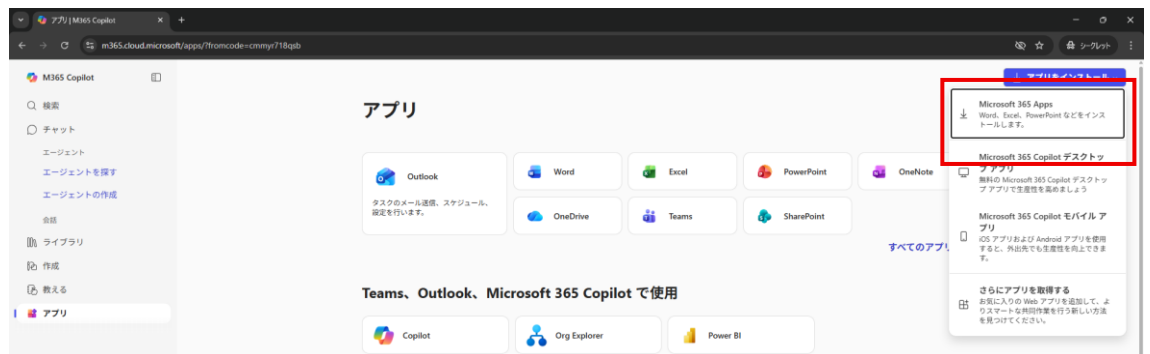 アプリ | M365 Copilot
m365.cloud.microsoft/apps/?fromcode=cmmyr718qsb
シークレット
M365 Copilot
検索
チャット
エージェント
エージェントを探す
エージェントの作成
会話
ライブラリ
作成
教える
アプリ
アプリ
アプリをインストール
Outlook
タスクのメール送信、スケジュール、
設定を行います。
Word
Excel
PowerPoint
OneNote
OneDrive
Teams
SharePoint
すべてのアプリ
Teams、Outlook、Microsoft 365 Copilot で使用
Copilot
Org Explorer
Power BI
Microsoft 365 Apps
Word、Excel、PowerPoint などをインス
トールします。
Microsoft 365 Copilot デスクトッ
プ アプリ
無料の Microsoft 365 Copilot デスクトッ
プ アプリで生産性を高めましょう
Microsoft 365 Copilot モバイル ア
プリ
iOS アプリおよび Android アプリを使用
すると、外出先でも生産性を向上できま
す。
さらにアプリを取得する
お気に入りの Web アプリを追加して、よ
りスマートな共同作業を行う新しい方法
を見つけてください。